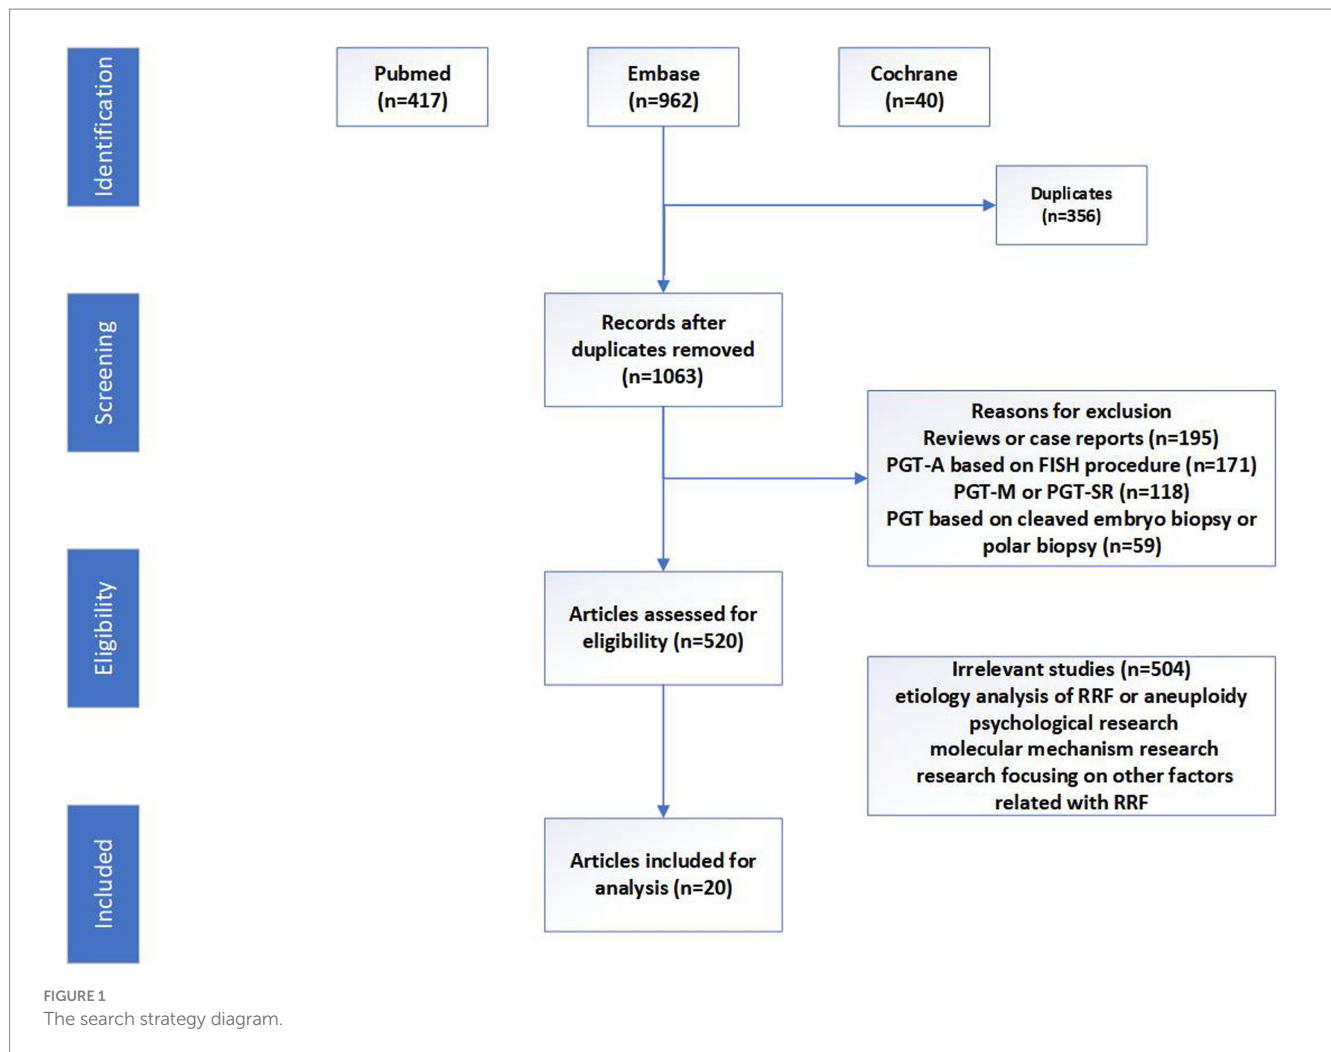 Identification
Pubmed
(n=417)
Embase
(n=962)
Cochrane
(n=40)
Duplicates
(n=356)
Screening
Records after
duplicates removed
(n=1063)
Reasons for exclusion
Reviews or case reports (n=195)
PGT-A based on FISH procedure (n=171)
PGT-M or PGT-SR (n=118)
PGT based on cleaved embryo biopsy or
polar biopsy (n=59)
Eligibility
Articles assessed for
eligibility (n=520)
Irrelevant studies (n=504)
etiology analysis of RRF or aneuploidy
psychological research
molecular mechanism research
research focusing on other factors
related with RRF
Included
Articles included for
analysis (n=20)
FIGURE 1
The search strategy diagram.